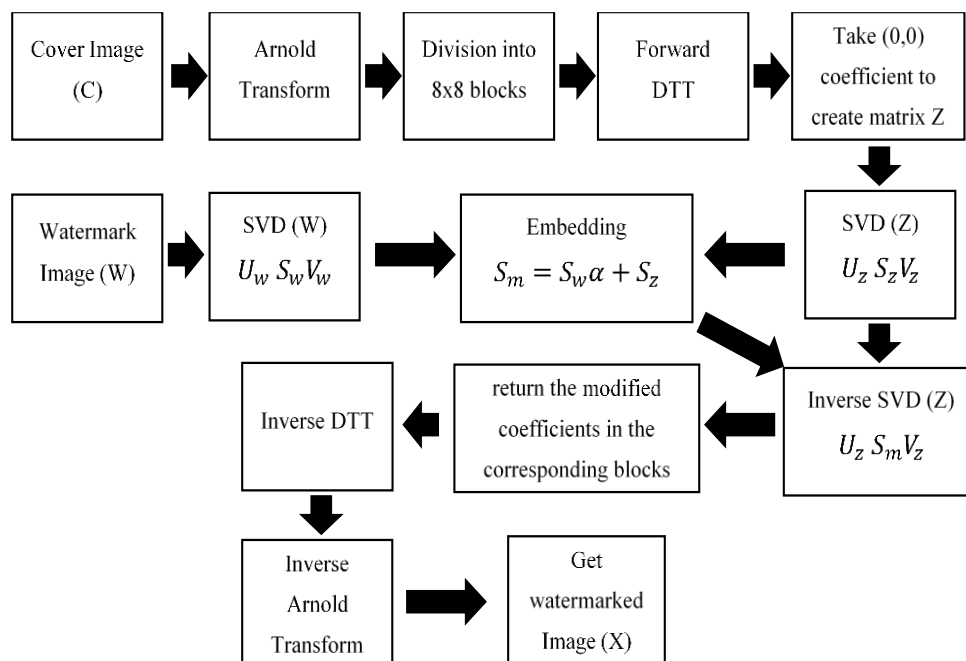 Cover Image
(C)
Arnold
Transform
Division into
8x8 blocks
Forward
DTT
Take (0,0)
coefficient to
create matrix Z
Watermark
Image (W)
SVD (W)
U_w S_w V_w
Embedding
S_m = S_w α + S_z
SVD (Z)
U_z S_z V_z
Inverse DTT
return the modified
coefficients in the
corresponding blocks
Inverse SVD (Z)
U_z S_m V_z
Inverse
Arnold
Transform
Get
watermarked
Image (X)